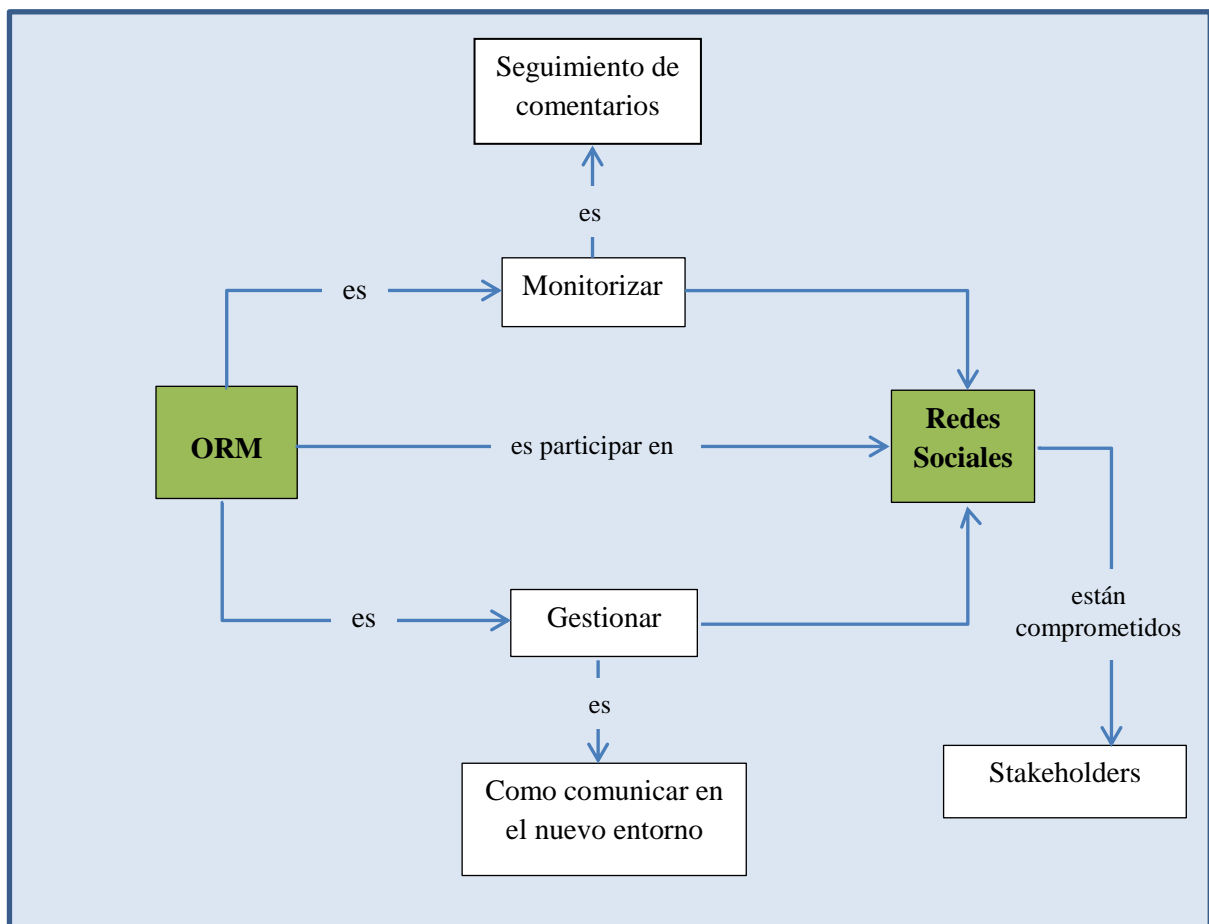 Seguimiento de
comentarios
es
es
Monitorizar
ORM
es participar en
Redes
Sociales
es
Gestionar
están
comprometidos
es
Como comunicar en
el nuevo entorno
Stakeholders